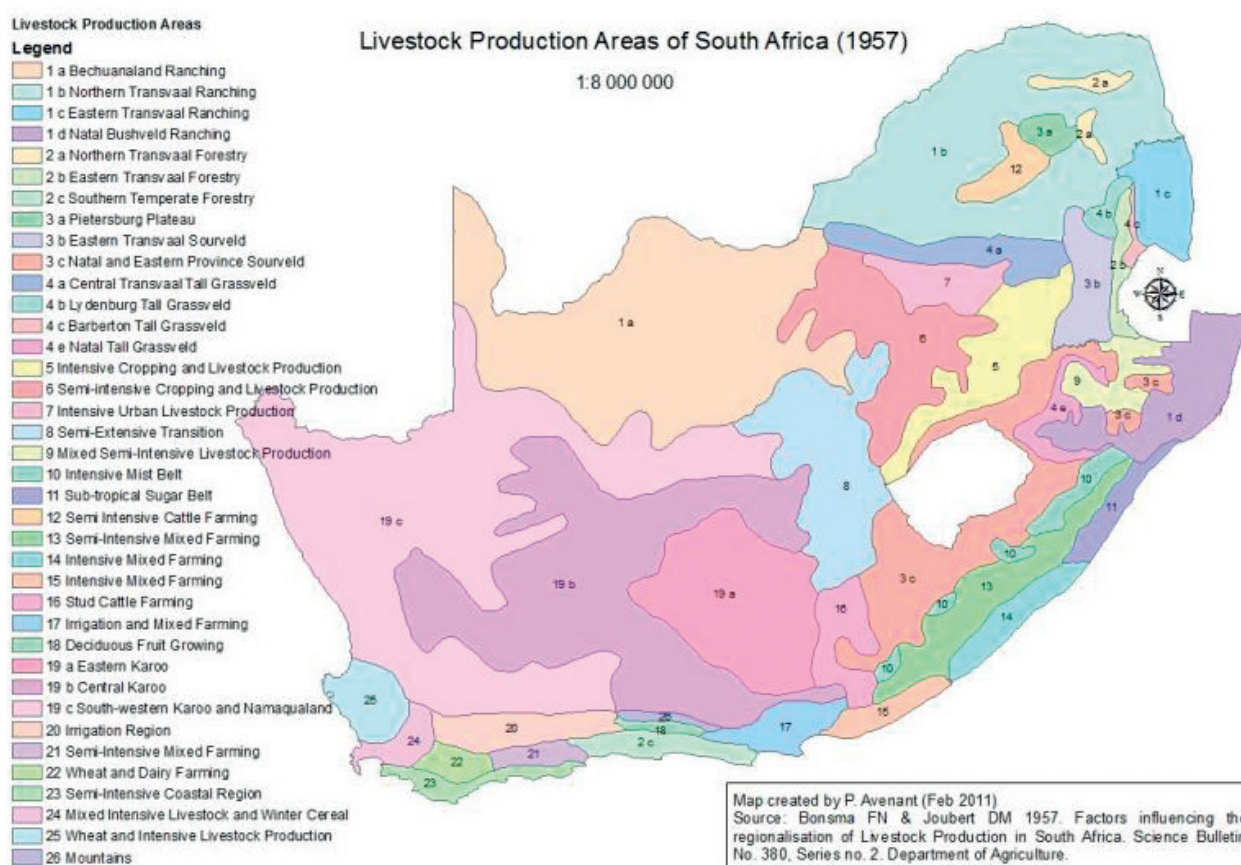 Livestock Production Areas
Legend
1 a Bechuanaland Ranching
1 b Northern Transvaal Ranching
1 c Eastern Transvaal Ranching
1 d Natal Bushveld Ranching
2 a Northern Transvaal Forestry
2 b Eastern Transvaal Forestry
2 c Southern Temperate Forestry
3 a Pietersburg Plateau
3 b Eastern Transvaal Sourveld
3 c Natal and Eastern Province Sourveld
4 a Central Transvaal Tall Grassveld
4 b Lydenburg Tall Grassveld
4 c Barberton Tall Grassveld
4 e Natal Tall Grassveld
5 Intensive Cropping and Livestock Production
6 Semi-intensive Cropping and Livestock Production
7 Intensive Urban Livestock Production
8 Semi-Extensive Transition
9 Mixed Semi-Intensive Livestock Production
10 Intensive Mist Belt
11 Sub-tropical Sugar Belt
12 Semi Intensive Cattle Farming
13 Semi-Intensive Mixed Farming
14 Intensive Mixed Farming
15 Intensive Mixed Farming
16 Stud Cattle Farming
17 Irrigation and Mixed Farming
18 Deciduous Fruit Growing
19 a Eastern Karoo
19 b Central Karoo
19 c South-western Karoo and Namaqualand
20 Irrigation Region
21 Semi-Intensive Mixed Farming
22 Wheat and Dairy Farming
23 Semi-Intensive Coastal Region
24 Mixed Intensive Livestock and Winter Cereal
25 Wheat and Intensive Livestock Production
26 Mountains
Livestock Production Areas of South Africa (1957)
1:8 000 000
2 a
3 a
2 a
1 b
12
1 c
4 b
4 c
4 a
2 b
3 b
7
N
W
E
S
1 a
6
5
9
3 c
4 e
3 c
1 d
8
10
11
19 c
10
3 c
13
19 b
19 a
16
10
14
10
25
15
26
17
20
18
24
2 c
21
22
23
Map created by P. Avenant (Feb 2011)
Source: Bonsma FN & Joubert DM 1957. Factors influencing the
regionalisation of Livestock Production in South Africa. Science Bulletin
No. 380, Series no. 2. Department of Agriculture.